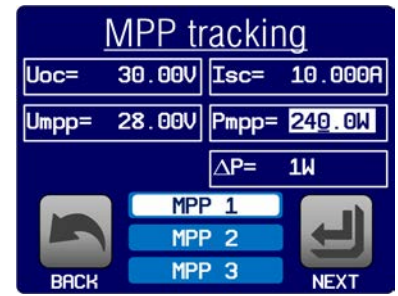 MPP tracking
Uoc= 30.00V Isc= 10.000A
Umpp= 28.00V Pmpp= 240.0W
ΔP= 1W
MPP 1
MPP 2
MPP 3
BACK NEXT